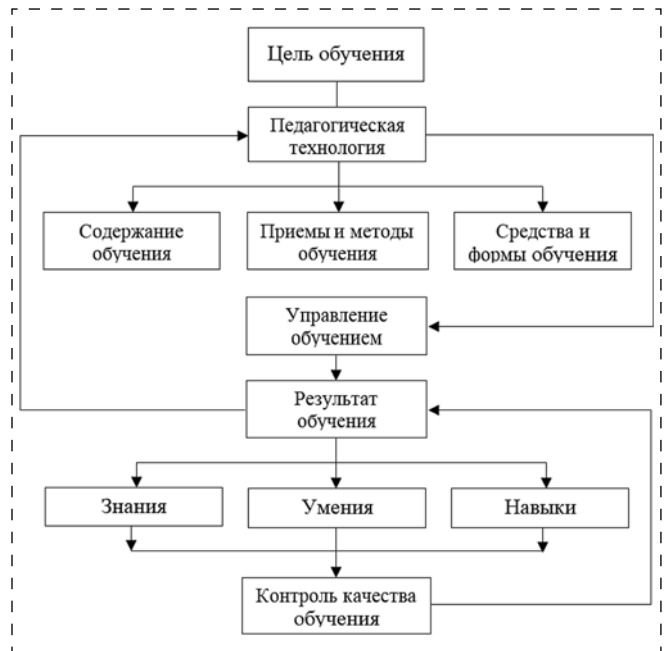 Цель обучения
Педагогическая
технология
Содержание
обучения
Приемы и методы
обучения
Средства и
формы обучения
Управление
обучением
Результат
обучения
Знания
Умения
Навыки
Контроль качества
обучения